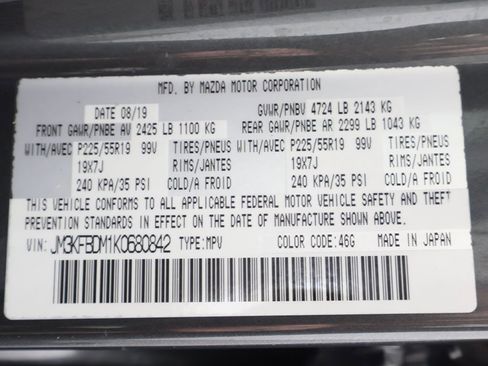 MFD. BY MAZDA MOTOR CORPORATION
DATE 08/19 GVWR/PNBV 4724 LB 2143 KG
FRONT GAWR/PNBE AV 2425 LB 1100 KG REAR GAWR/PNBE AR 2299 LB 1043 KG
WITH/AVEC P225/55R19 99V TIRES/PNEUS WITH/AVEC P225/55R19 99V TIRES/PNEUS
19X7J RIMS/JANTES 19X7J RIMS/JANTES
240 KPA/35 PSI COLD/A FROID 240 KPA/35 PSI COLD/A FROID
THIS VEHICLE CONFORMS TO ALL APPLICABLE FEDERAL MOTOR VEHICLE SAFETY AND THEFT
PREVENTION STANDARDS IN EFFECT ON THE DATE OF MANUFACTURE SHOWN ABOVE.
VIN: JM3KFBDM1K0680842 TYPE:MPV COLOR CODE:46G MADE IN JAPAN